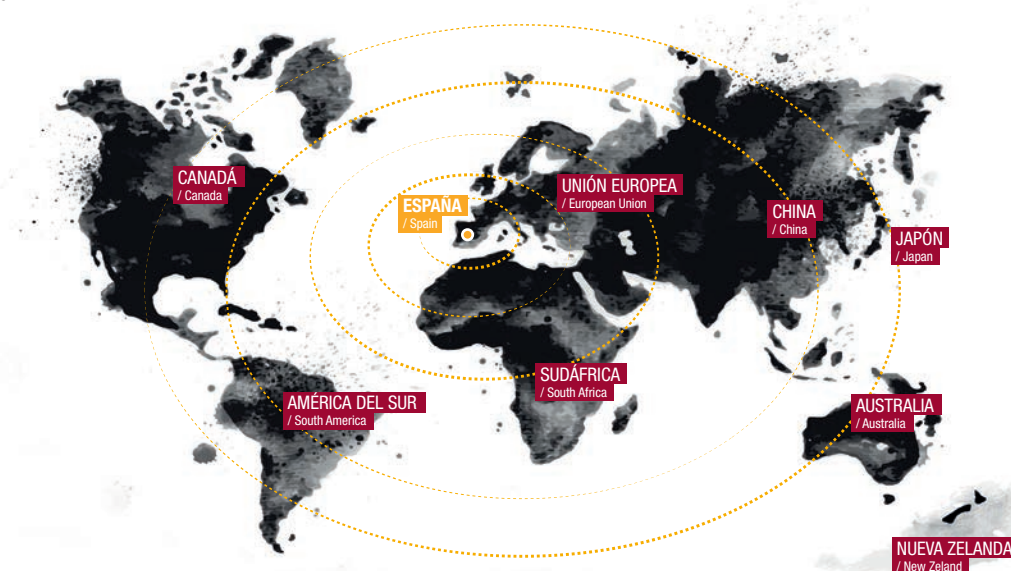 CANADÁ
/ Canada
ESPAÑA
/ Spain
UNIÓN EUROPEA
/ European Union
CHINA
/ China
JAPÓN
/ Japan
SUDÁFRICA
/ South Africa
AMÉRICA DEL SUR
/ South America
AUSTRALIA
/ Australia
NUEVA ZELANDA
/ New Zeland